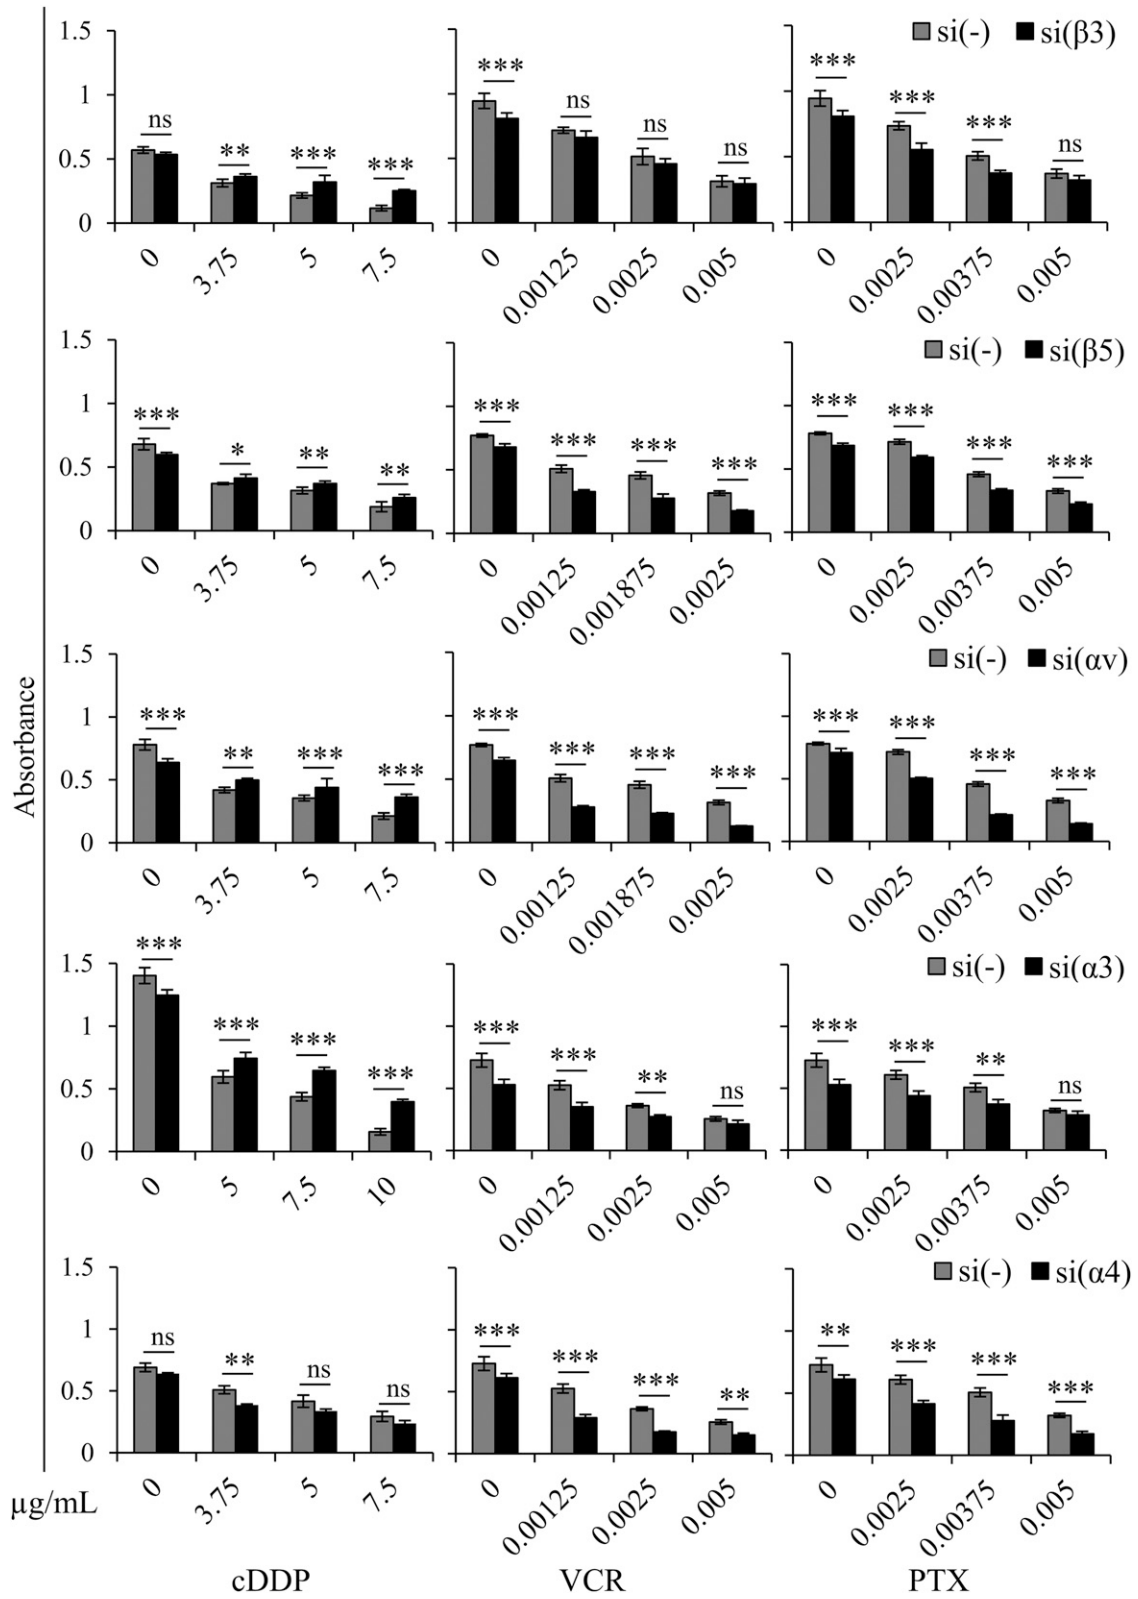 si(-) si(β3)
1.5
1
0.5
0
ns ** *** ***
*** ns ns ns
*** *** *** ns
0 3.75 5 7.5
0 0.00125 0.0025 0.005
0 0.0025 0.00375 0.005
si(-) si(β5)
1.5
1
0.5
0
*** * ** **
*** *** *** ***
*** *** *** ***
0 3.75 5 7.5
0 0.00125 0.001875 0.0025
0 0.0025 0.00375 0.005
Absorbance
si(-) si(αv)
1.5
1
0.5
0
*** ** *** ***
*** *** *** ***
*** *** *** ***
0 3.75 5 7.5
0 0.00125 0.001875 0.0025
0 0.0025 0.00375 0.005
si(-) si(α3)
1.5
1
0.5
0
*** *** *** ***
*** *** ** ns
*** *** ** ns
0 5 7.5 10
0 0.00125 0.0025 0.005
0 0.0025 0.00375 0.005
si(-) si(α4)
1.5
1
0.5
0
ns ** ns ns
*** *** *** **
** *** *** ***
µg/mL
0 3.75 5 7.5
0 0.00125 0.0025 0.005
0 0.0025 0.00375 0.005
cDDP VCR PTX